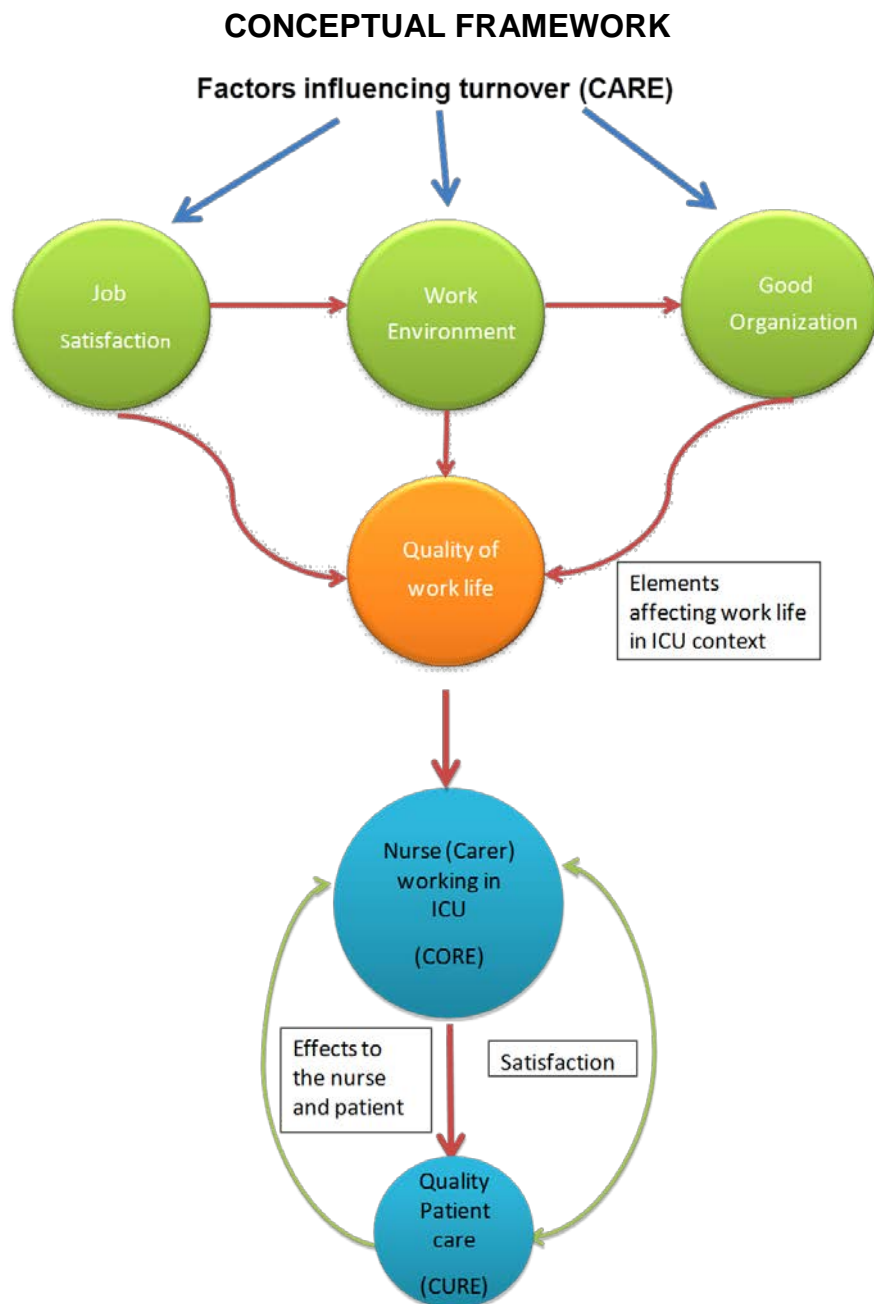 CONCEPTUAL FRAMEWORK
Factors influencing turnover (CARE)
Job
Satisfaction
Work
Environment
Good
Organization
Quality of
work life
Elements
affecting work life
in ICU context
Nurse (Carer)
working in
ICU
(CORE)
Effects to
the nurse
and patient
Satisfaction
Quality
Patient
care
(CURE)